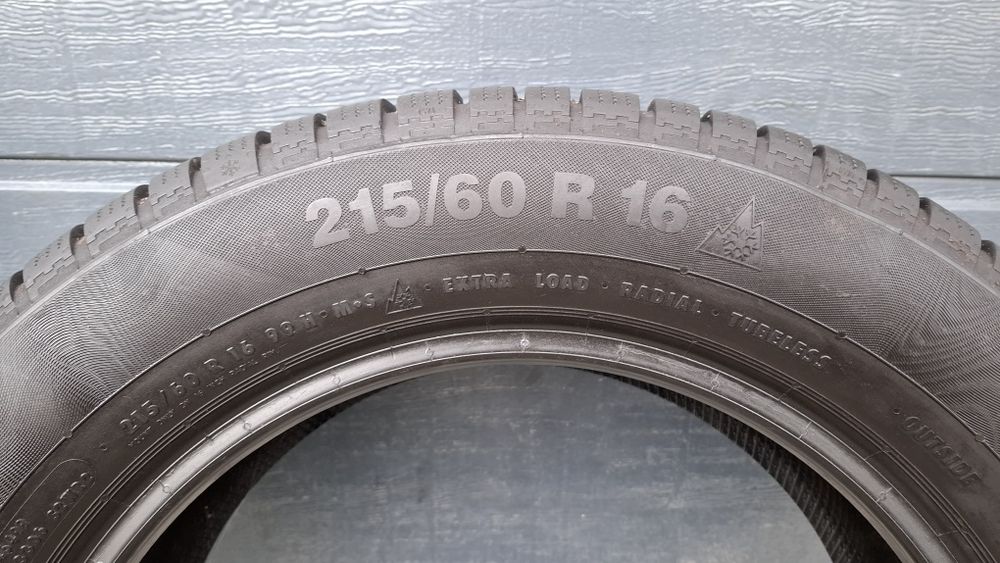 215/60 R 16
215/60 R 16 99 H • M+S • EXTRA LOAD • RADIAL • TUBELESS
• OUTSIDE